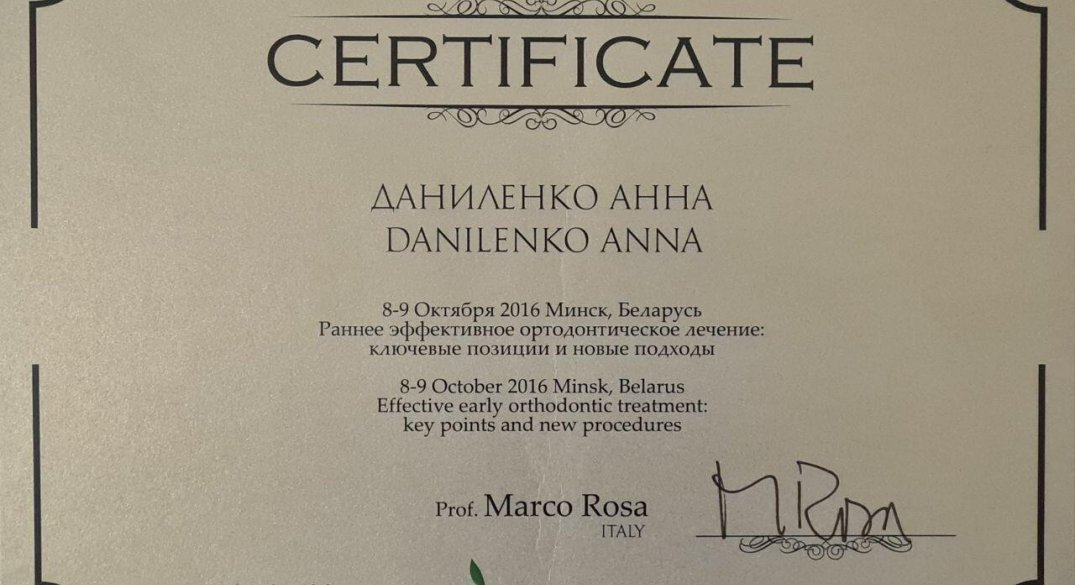 CERTIFICATE
ДАНИЛЕНКО АННА
DANILENKO ANNA
8-9 Октября 2016 Минск, Беларусь
Раннее эффективное ортодонтическое лечение:
ключевые позиции и новые подходы
8-9 October 2016 Minsk, Belarus
Effective early orthodontic treatment:
key points and new procedures
Prof. Marco Rosa
ITALY
M Rosa